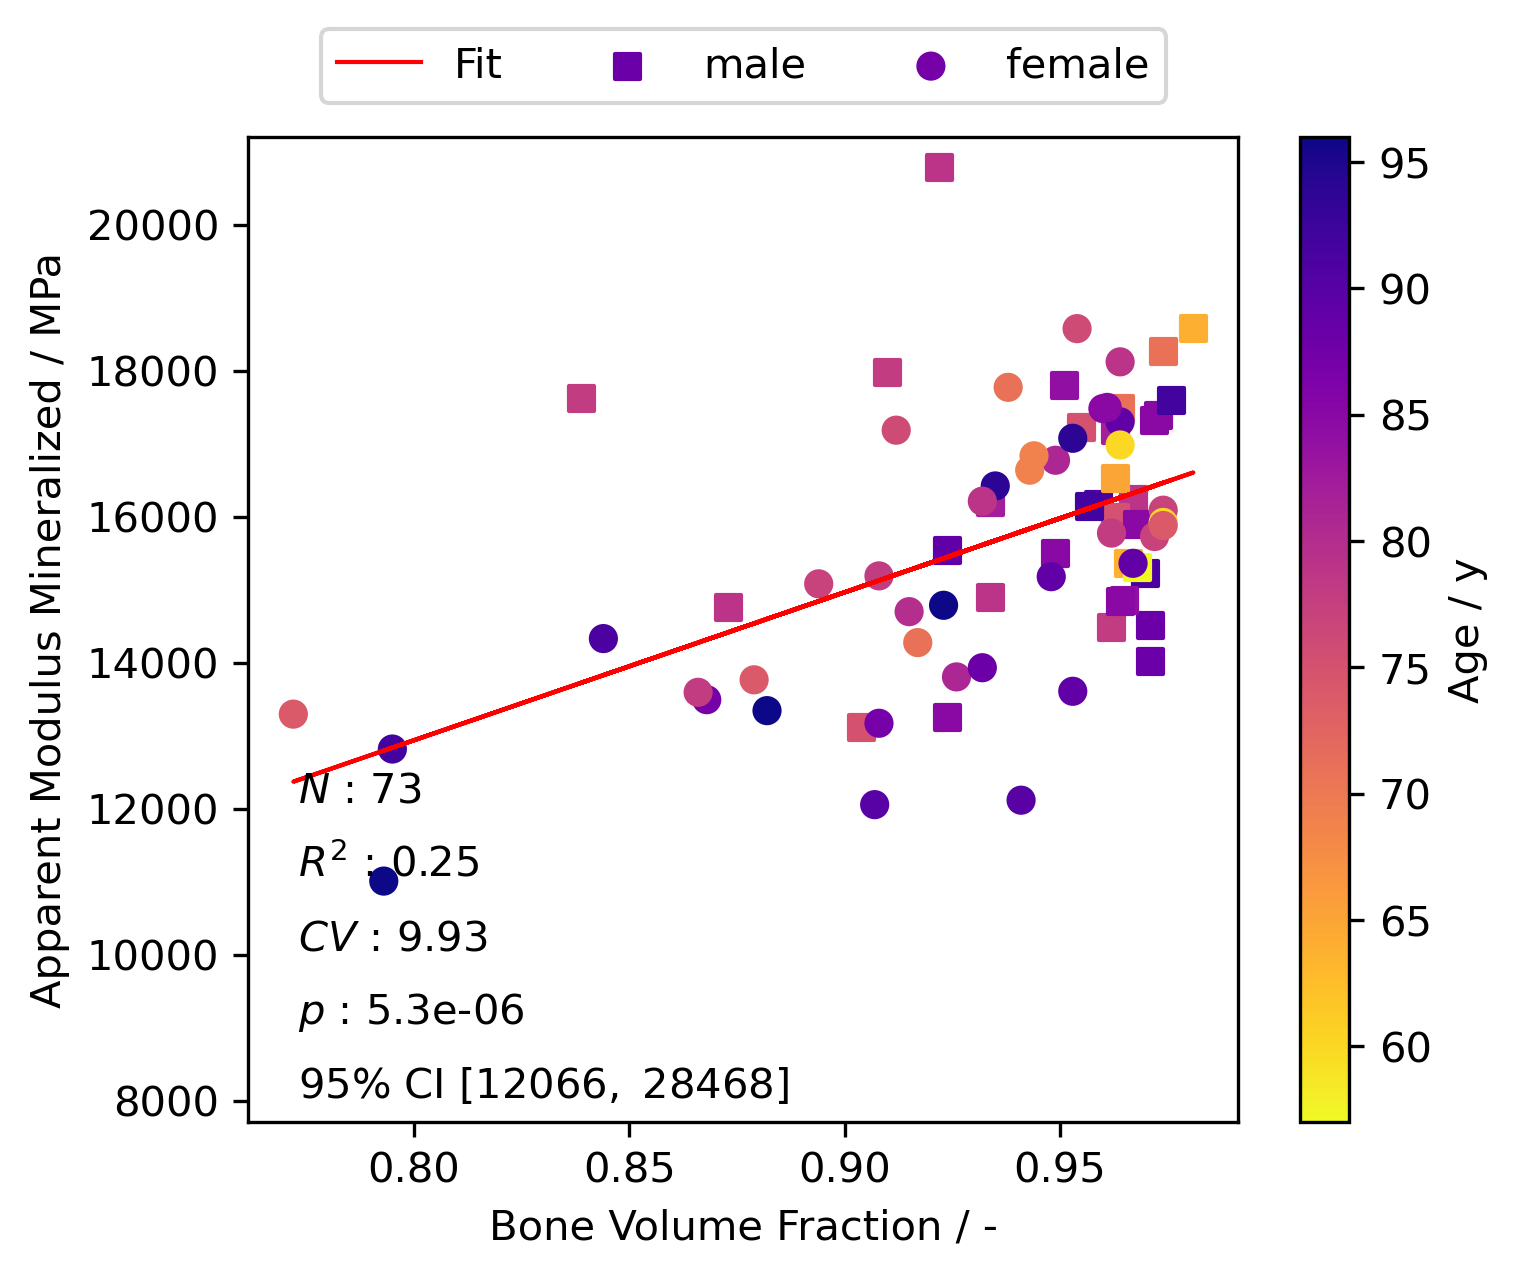 Fit male female
Apparent Modulus Mineralized / MPa
20000
18000
16000
14000
12000
10000
8000
N : 73
R² : 0.25
CV : 9.93
p : 5.3e-06
95% CI [12066, 28468]
0.80 0.85 0.90 0.95
Bone Volume Fraction / -
95
90
85
80
75
70
65
60
Age / y